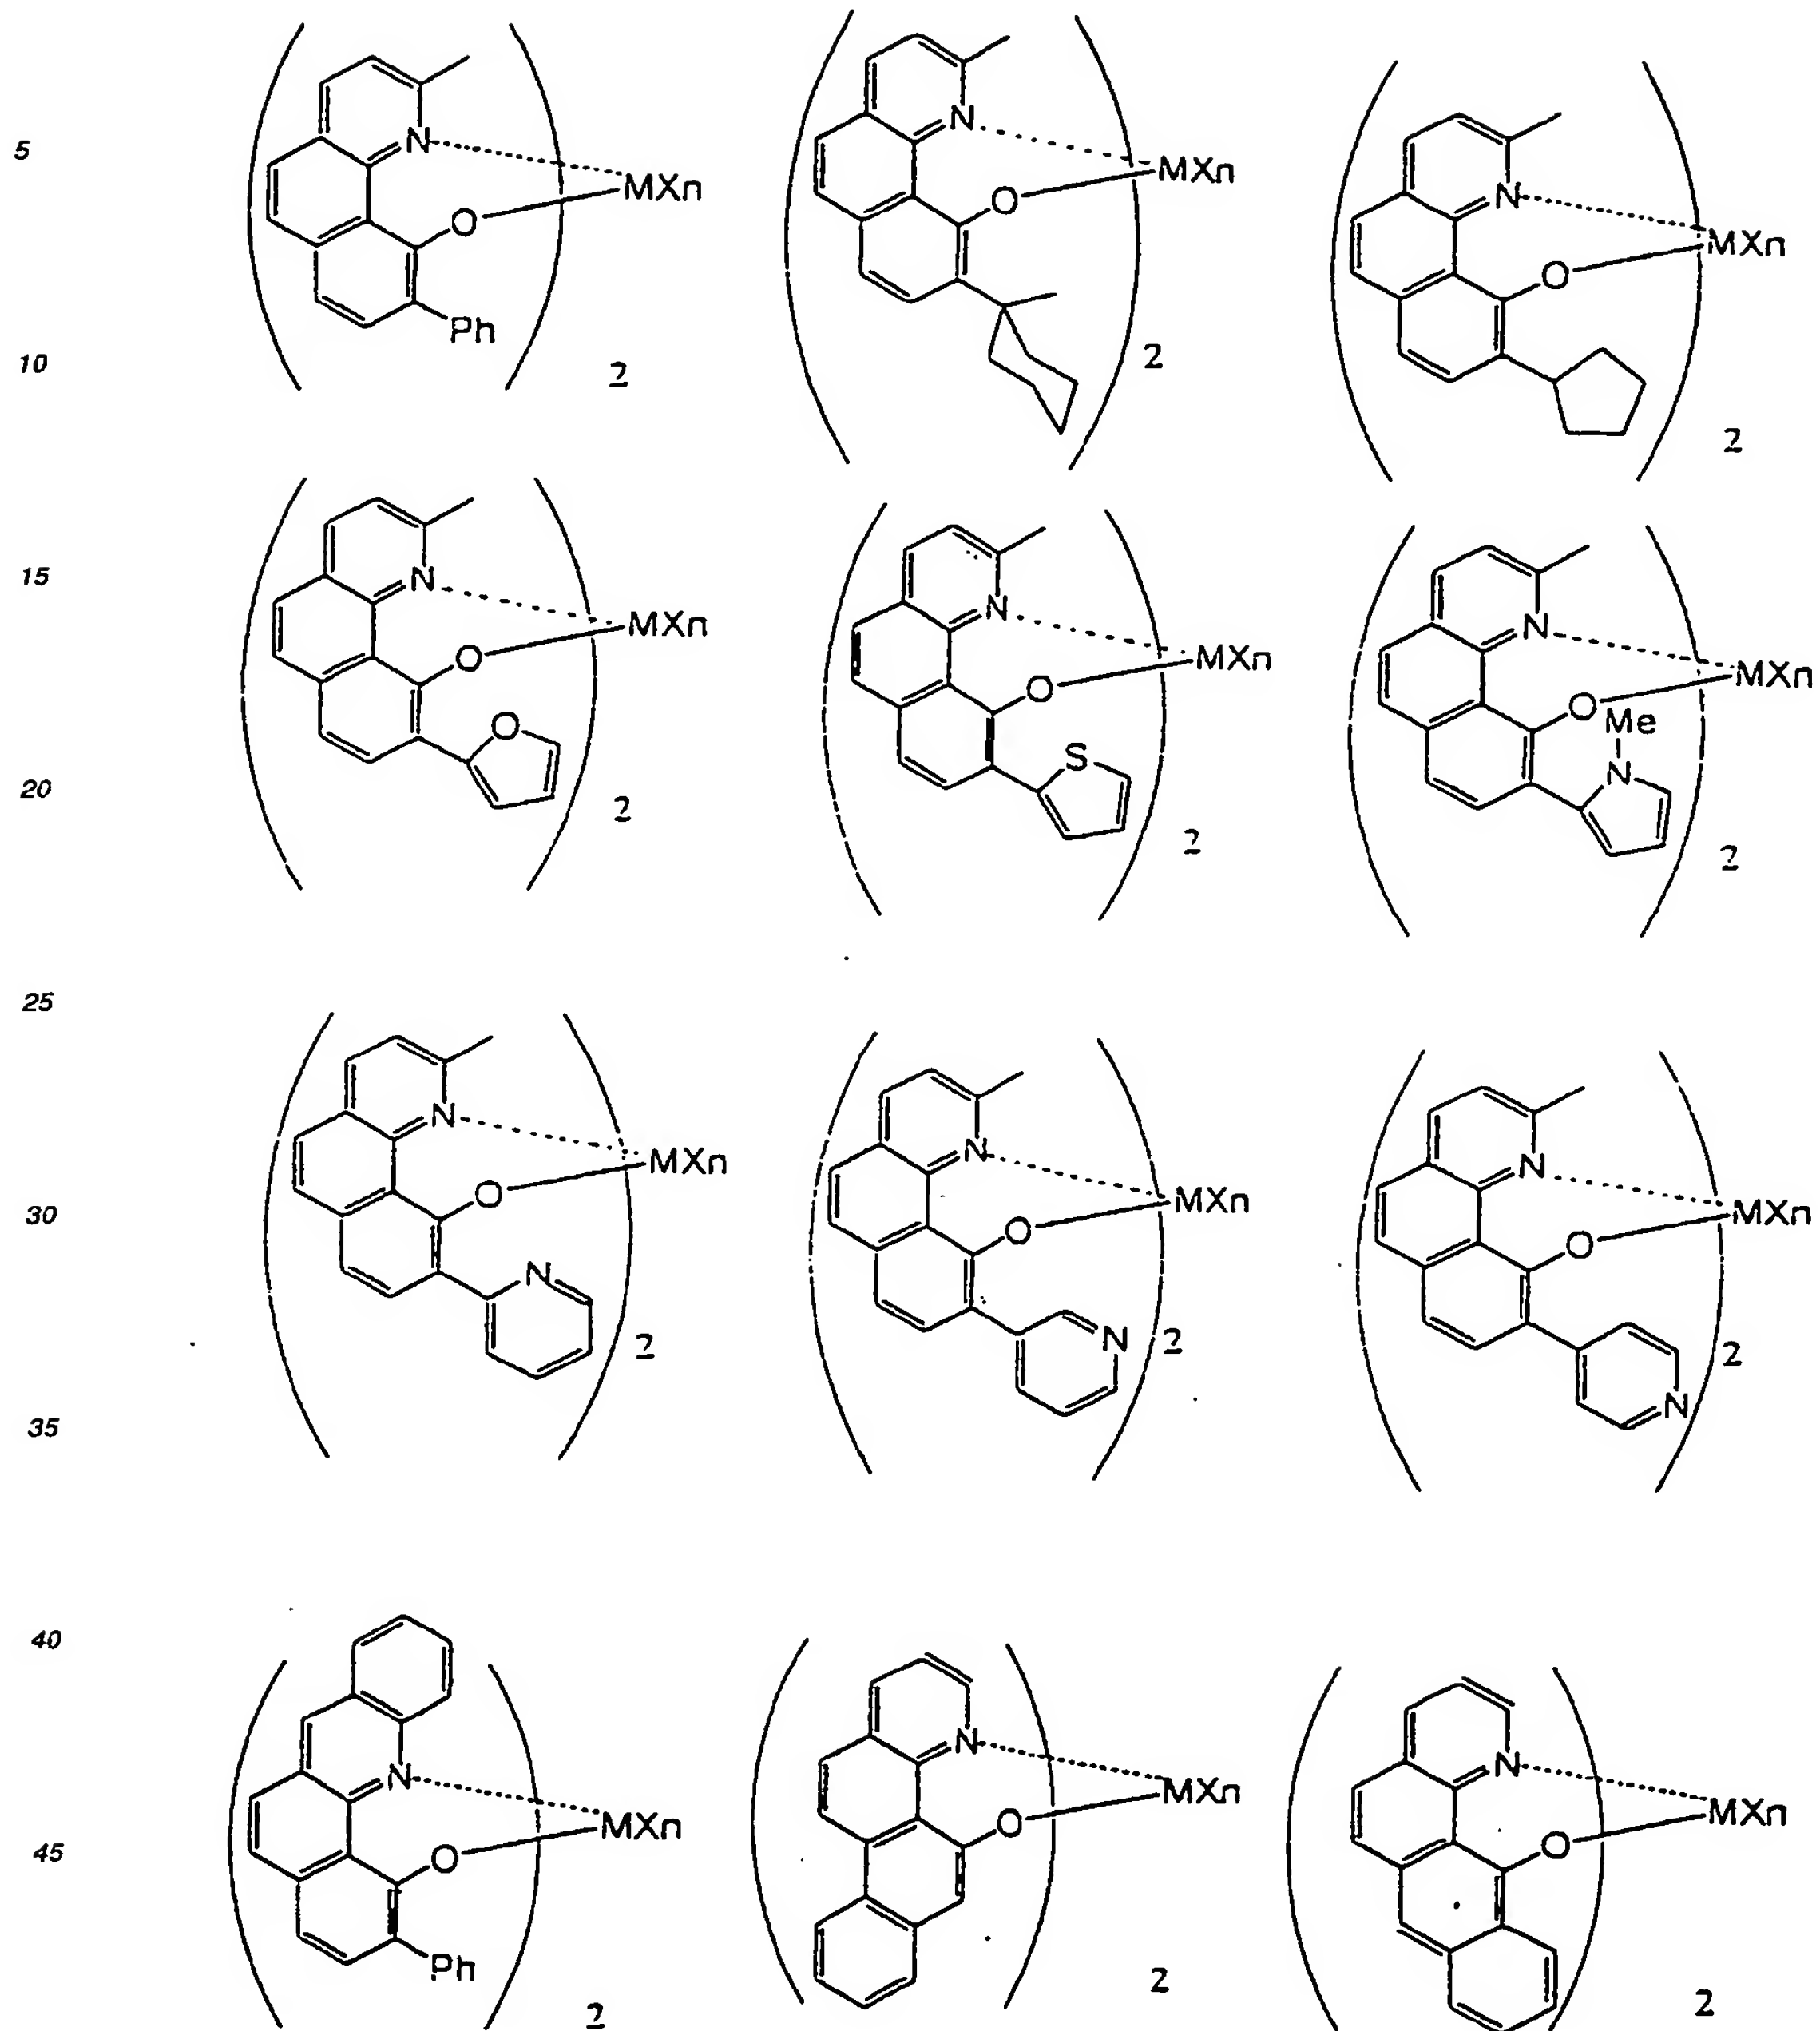 5 N MXn N MXn N MXn
O O O
Ph
10 2 2 2
15 N MXn N MXn N MXn
O O O Me
O S N
20 2 2 2
25
N MXn N MXn N MXn
30 O O O
N 2 N 2 N 2
35
40
N MXn N MXn N MXn
45 O O O
Ph 2 2 2